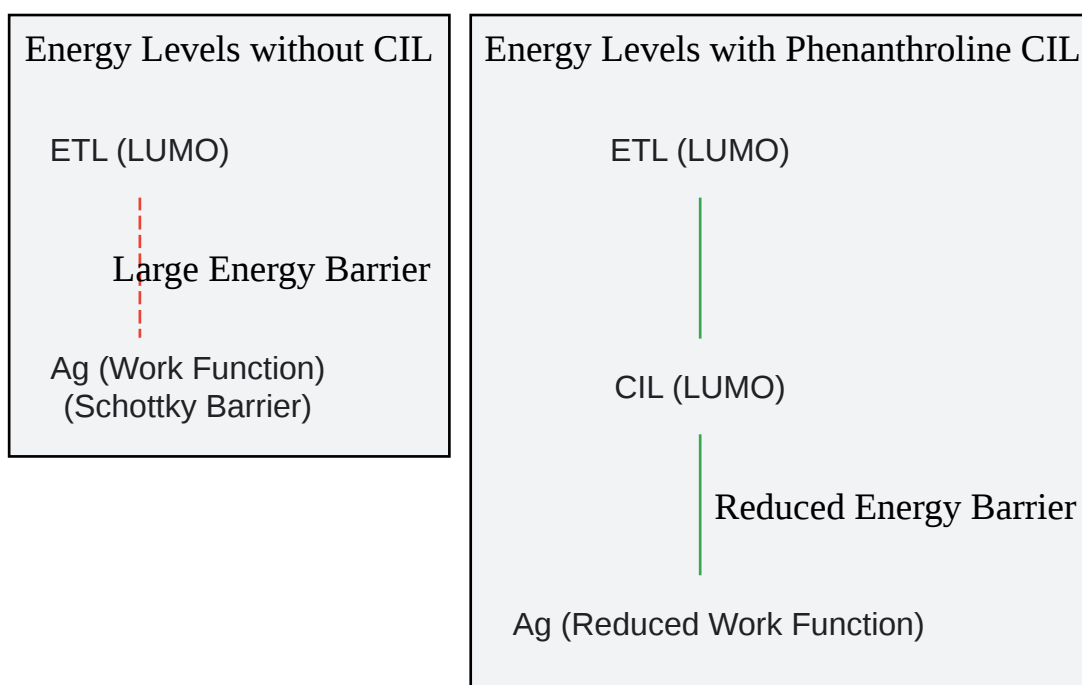 Energy Levels without CIL
ETL (LUMO)
Large Energy Barrier
Ag (Work Function)
(Schottky Barrier)
Energy Levels with Phenanthroline CIL
ETL (LUMO)
CIL (LUMO)
Reduced Energy Barrier
Ag (Reduced Work Function)